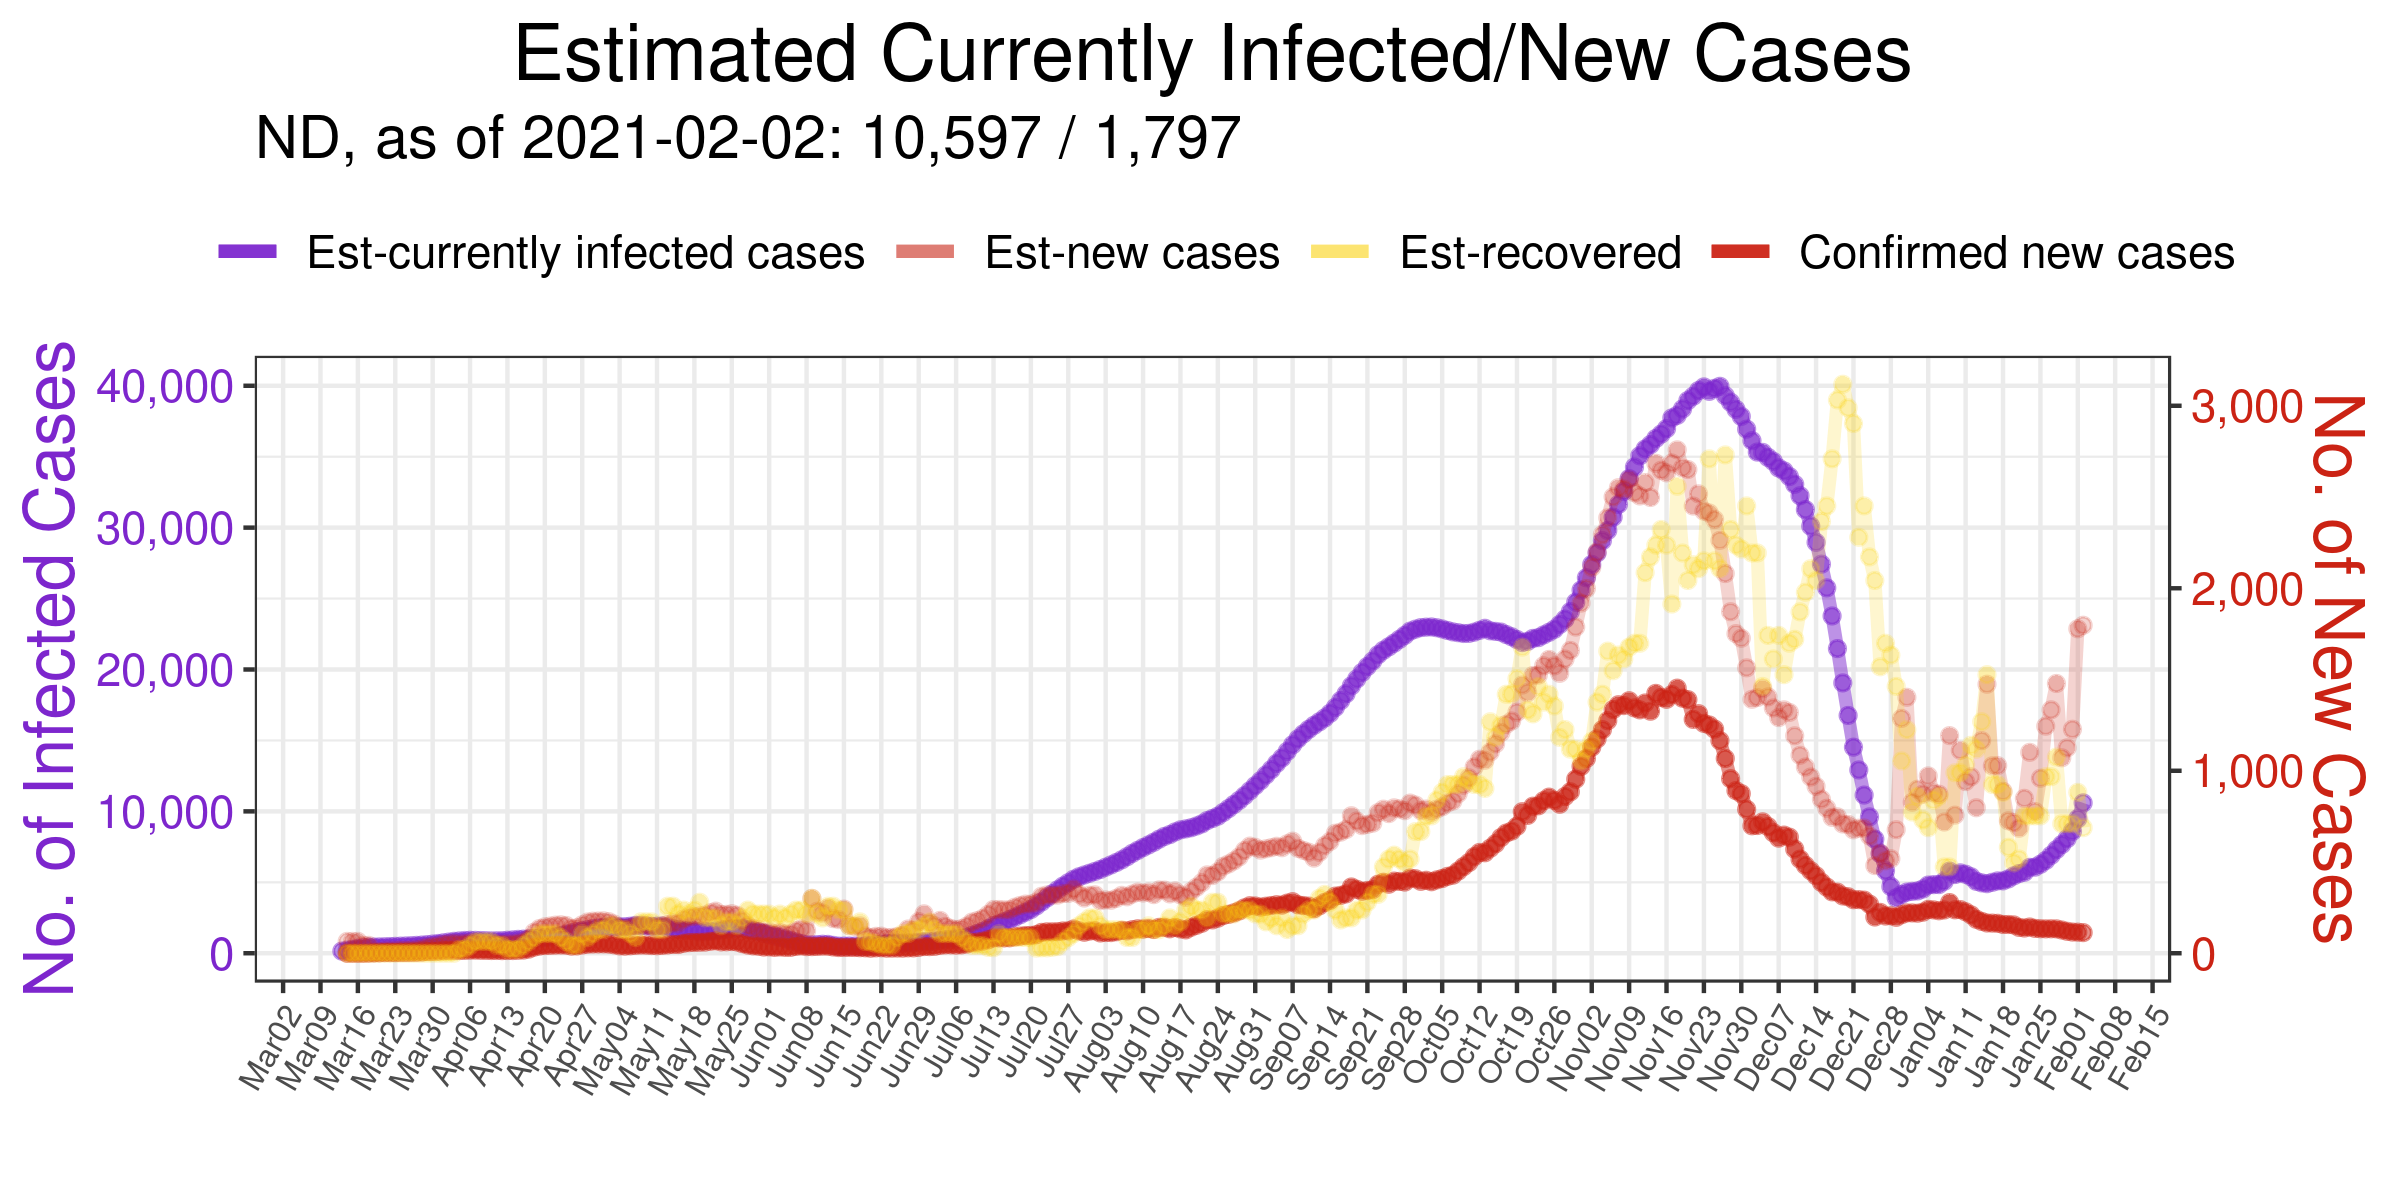 Estimated Currently Infected/New Cases
ND, as of 2021-02-02: 10,597 / 1,797
Est-currently infected cases
Est-new cases
Est-recovered
Confirmed new cases
No. of Infected Cases
40,000
30,000
20,000
10,000
0
3,000
2,000
1,000
0
No. of New Cases
Mar02
Mar09
Mar16
Mar23
Mar30
Apr06
Apr13
Apr20
Apr27
May04
May11
May18
May25
Jun01
Jun08
Jun15
Jun22
Jun29
Jul06
Jul13
Jul20
Jul27
Aug03
Aug10
Aug17
Aug24
Aug31
Sep07
Sep14
Sep21
Sep28
Oct05
Oct12
Oct19
Oct26
Nov02
Nov09
Nov16
Nov23
Nov30
Dec07
Dec14
Dec21
Dec28
Jan04
Jan11
Jan18
Jan25
Feb01
Feb08
Feb15